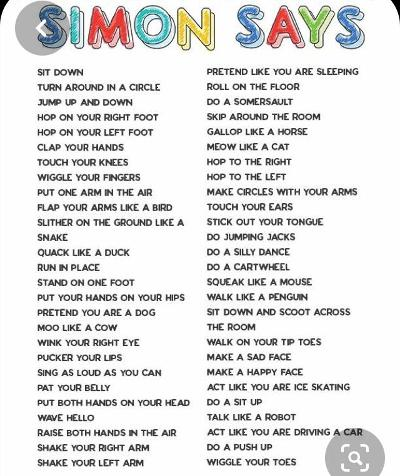 SIMON SAYS
SIT DOWN
TURN AROUND IN A CIRCLE
JUMP UP AND DOWN
HOP ON YOUR RIGHT FOOT
HOP ON YOUR LEFT FOOT
CLAP YOUR HANDS
TOUCH YOUR KNEES
WIGGLE YOUR FINGERS
PUT ONE ARM IN THE AIR
FLAP YOUR ARMS LIKE A BIRD
SLITHER ON THE GROUND LIKE A
SNAKE
QUACK LIKE A DUCK
RUN IN PLACE
STAND ON ONE FOOT
PUT YOUR HANDS ON YOUR HIPS
PRETEND YOU ARE A DOG
MOO LIKE A COW
WINK YOUR RIGHT EYE
PUCKER YOUR LIPS
SING AS LOUD AS YOU CAN
PAT YOUR BELLY
PUT BOTH HANDS ON YOUR HEAD
WAVE HELLO
RAISE BOTH HANDS IN THE AIR
SHAKE YOUR RIGHT ARM
SHAKE YOUR LEFT ARM
PRETEND LIKE YOU ARE SLEEPING
ROLL ON THE FLOOR
DO A SOMERSAULT
SKIP AROUND THE ROOM
GALLOP LIKE A HORSE
MEOW LIKE A CAT
HOP TO THE RIGHT
HOP TO THE LEFT
MAKE CIRCLES WITH YOUR ARMS
TOUCH YOUR EARS
STICK OUT YOUR TONGUE
DO JUMPING JACKS
DO A SILLY DANCE
DO A CARTWHEEL
SQUEAK LIKE A MOUSE
WALK LIKE A PENGUIN
SIT DOWN AND SCOOT ACROSS
THE ROOM
WALK ON YOUR TIP TOES
MAKE A SAD FACE
MAKE A HAPPY FACE
ACT LIKE YOU ARE ICE SKATING
DO A SIT UP
TALK LIKE A ROBOT
ACT LIKE YOU ARE DRIVING A CAR
DO A PUSH UP
WIGGLE YOUR TOES